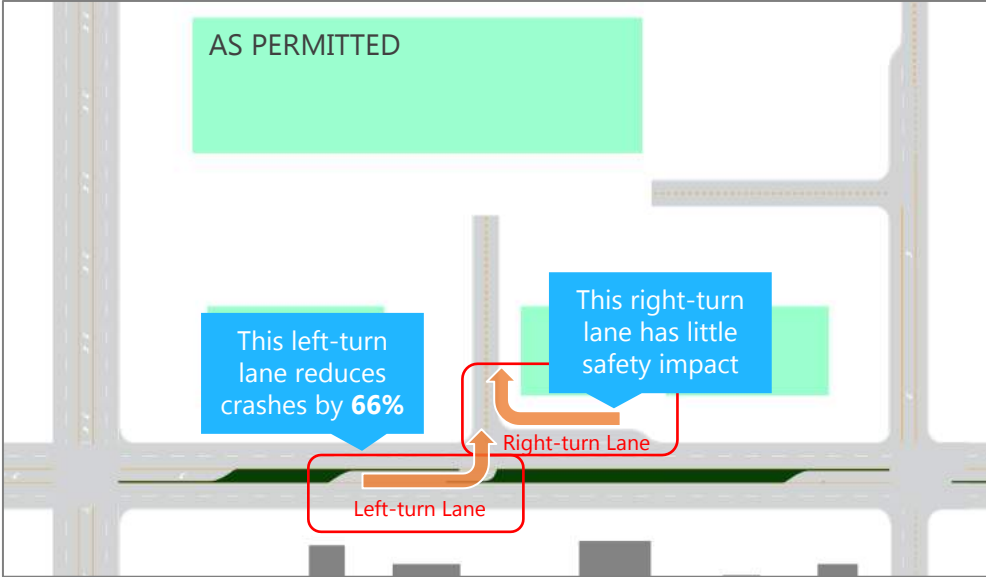 AS PERMITTED
This right-turn
lane has little
safety impact
This left-turn
lane reduces
crashes by 66%
Right-turn Lane
Left-turn Lane